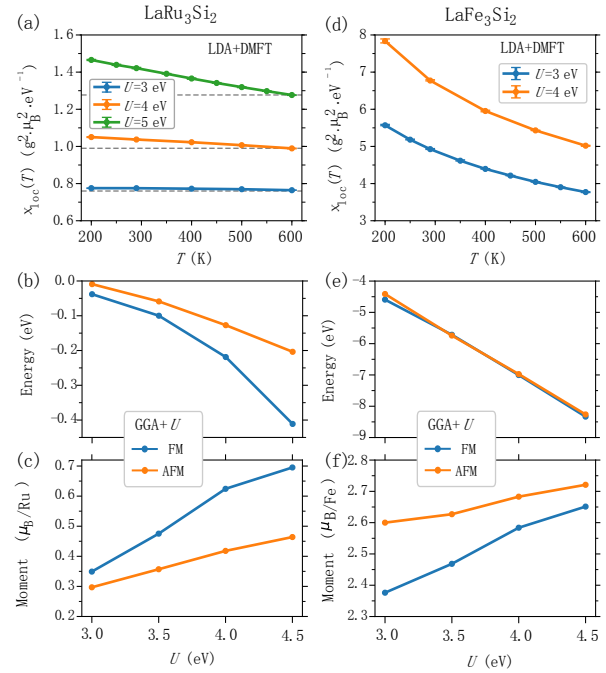 LaRu3Si2
LaFe3Si2
(a)
LDA+DMFT
U=3 eV
U=4 eV
U=5 eV
χloc(T) (g²·μB²·eV⁻¹)
1.6
1.4
1.2
1.0
0.8
0.6
200 300 400 500 600
T (K)
(d)
LDA+DMFT
U=3 eV
U=4 eV
χloc(T) (g²·μB²·eV⁻¹)
8
7
6
5
4
3
200 300 400 500 600
T (K)
(b)
Energy (eV)
0.0
−0.1
−0.2
−0.3
−0.4
(e)
Energy (eV)
−4
−5
−6
−7
−8
−9
GGA+U
FM
AFM
GGA+U
FM
AFM
(c)
Moment (μB/Ru)
0.7
0.6
0.5
0.4
0.3
0.2
3.0 3.5 4.0 4.5
U (eV)
(f)
Moment (μB/Fe)
2.8
2.7
2.6
2.5
2.4
2.3
3.0 3.5 4.0 4.5
U (eV)